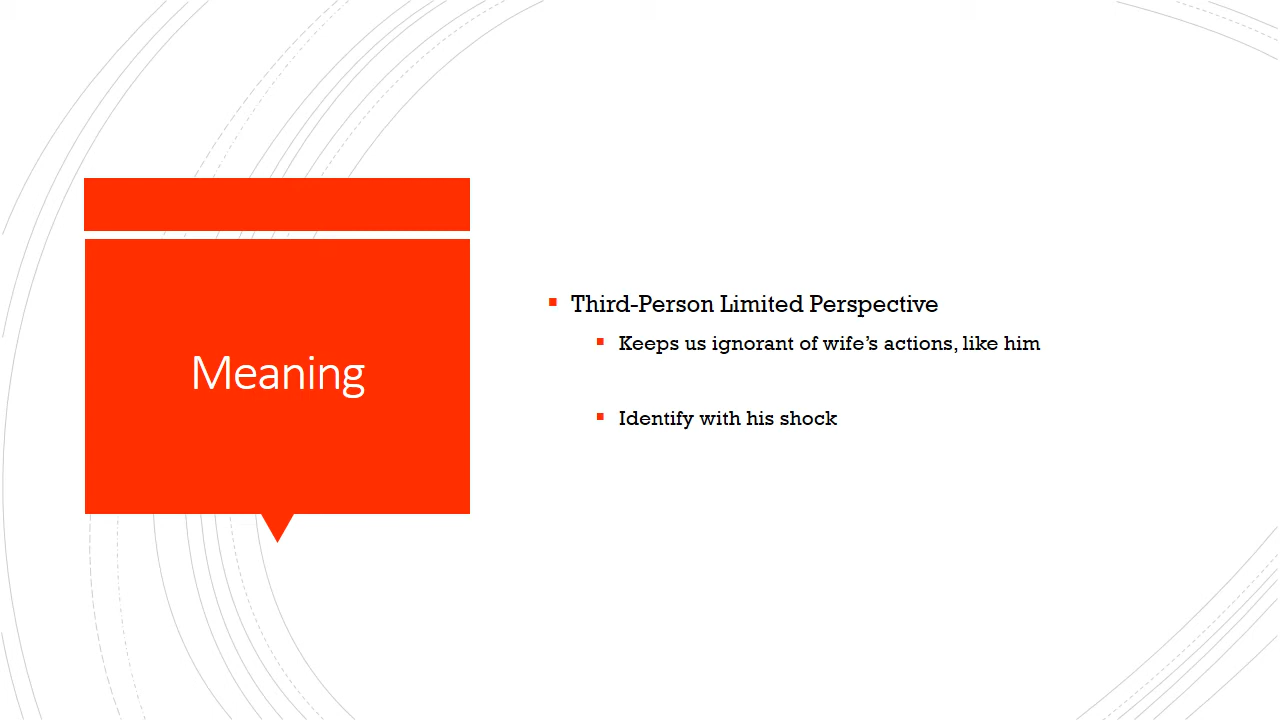 Meaning
Third-Person Limited Perspective
Keeps us ignorant of wife’s actions, like him
Identify with his shock